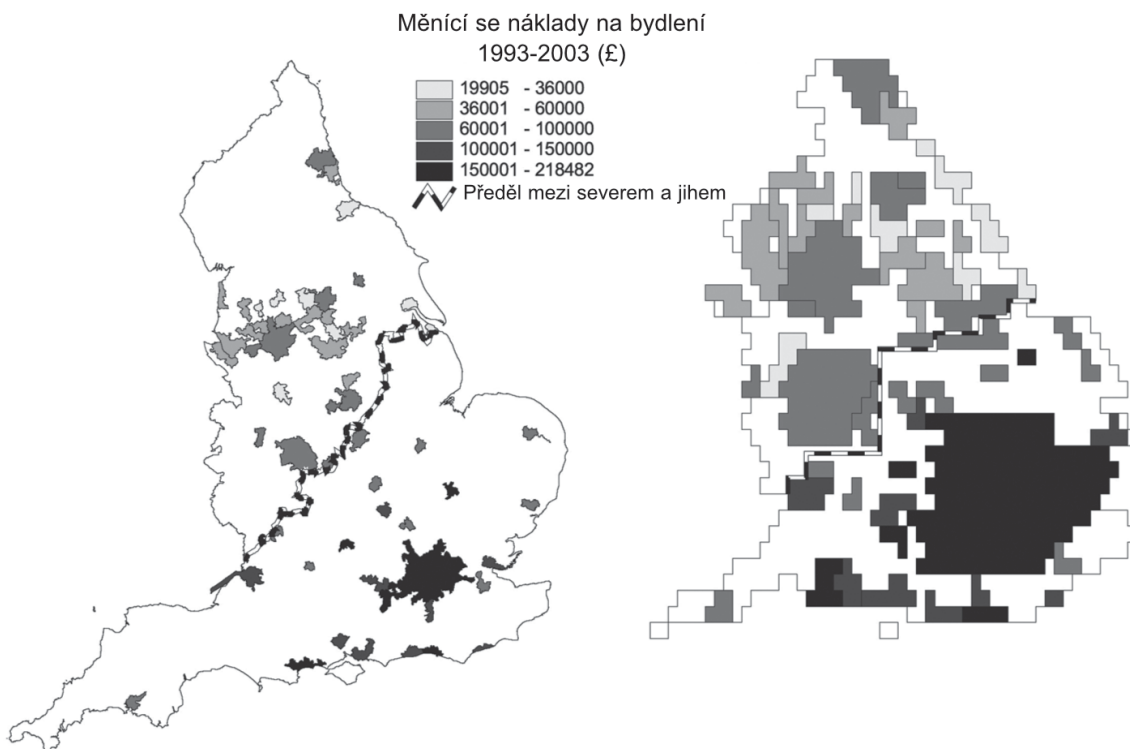 Měnící se náklady na bydlení
1993-2003 (£)
19905 - 36000
36001 - 60000
60001 - 100000
100001 - 150000
150001 - 218482
Předěl mezi severem a jihem